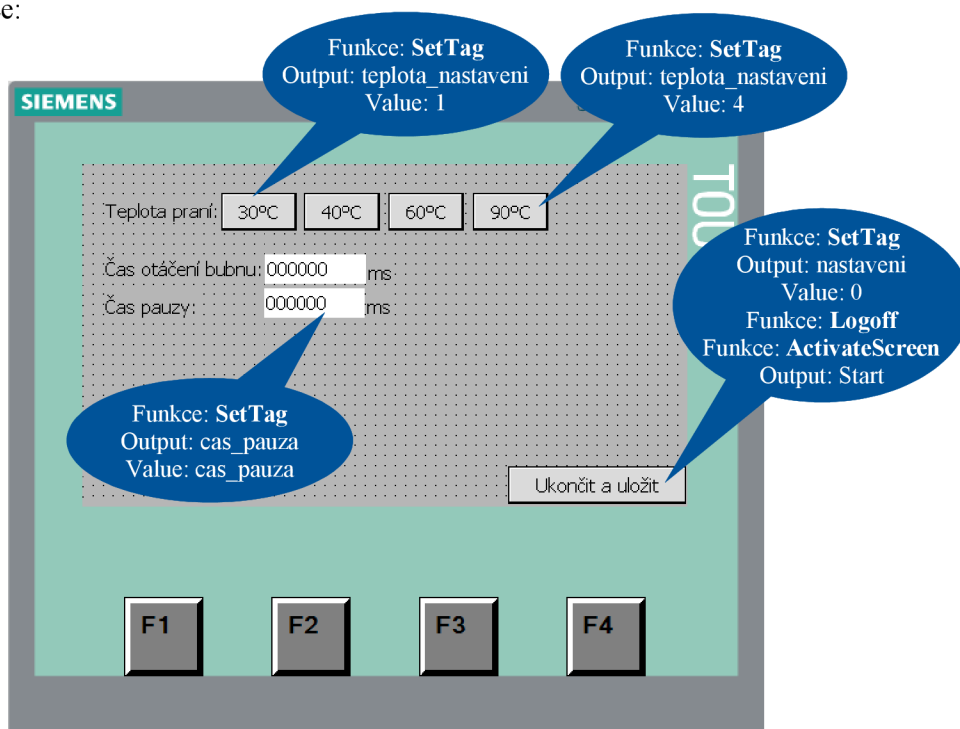 Funkce: SetTag
Output: teplota_nastaveni
Value: 1
Funkce: SetTag
Output: teplota_nastaveni
Value: 4
SIEMENS
TOU
Teplota praní: 30ºC 40ºC 60ºC 90ºC
Čas otáčení bubnu: 000000 ms
Čas pauzy: 000000 ms
Funkce: SetTag
Output: nastaveni
Value: 0
Funkce: Logoff
Funkce: ActivateScreen
Output: Start
Funkce: SetTag
Output: cas_pauza
Value: cas_pauza
Ukončit a uložit
F1 F2 F3 F4